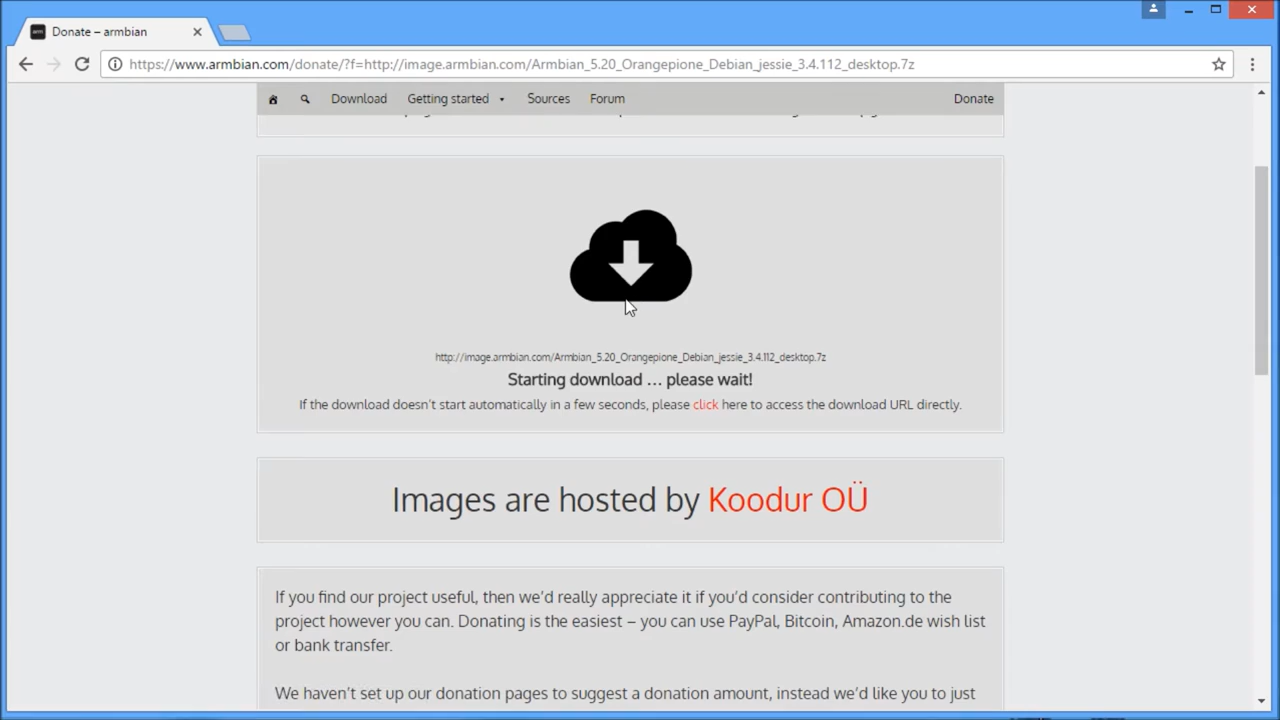 Donate – armbian
https://www.armbian.com/donate/?f=http://image.armbian.com/Armbian_5.20_Orangepione_Debian_jessie_3.4.112_desktop.7z
Download Getting started Sources Forum Donate
http://image.armbian.com/Armbian_5.20_Orangepione_Debian_jessie_3.4.112_desktop.7z
Starting download … please wait!
If the download doesn't start automatically in a few seconds, please click here to access the download URL directly.
Images are hosted by Koodur OÜ
If you find our project useful, then we'd really appreciate it if you'd consider contributing to the
project however you can. Donating is the easiest – you can use PayPal, Bitcoin, Amazon.de wish list
or bank transfer.
We haven't set up our donation pages to suggest a donation amount, instead we'd like you to just